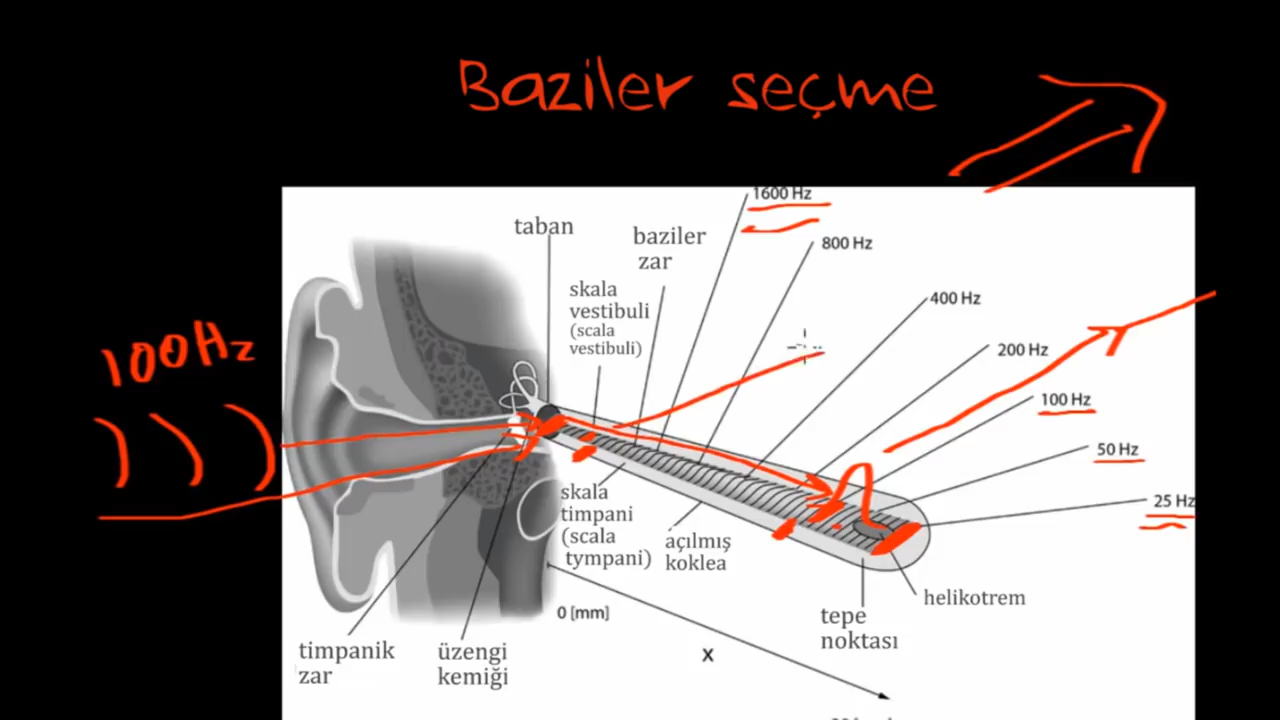 Baziler seçme
1600 Hz
taban
baziler
zar
800 Hz
skala
vestibuli
(scala
vestibuli)
400 Hz
100Hz
200 Hz
100 Hz
50 Hz
25 Hz
skala
timpani
(scala
tympani)
açılmış
koklea
helikotrem
0 [mm]
tepe
noktası
timpanik
zar
üzengi
kemiği
x